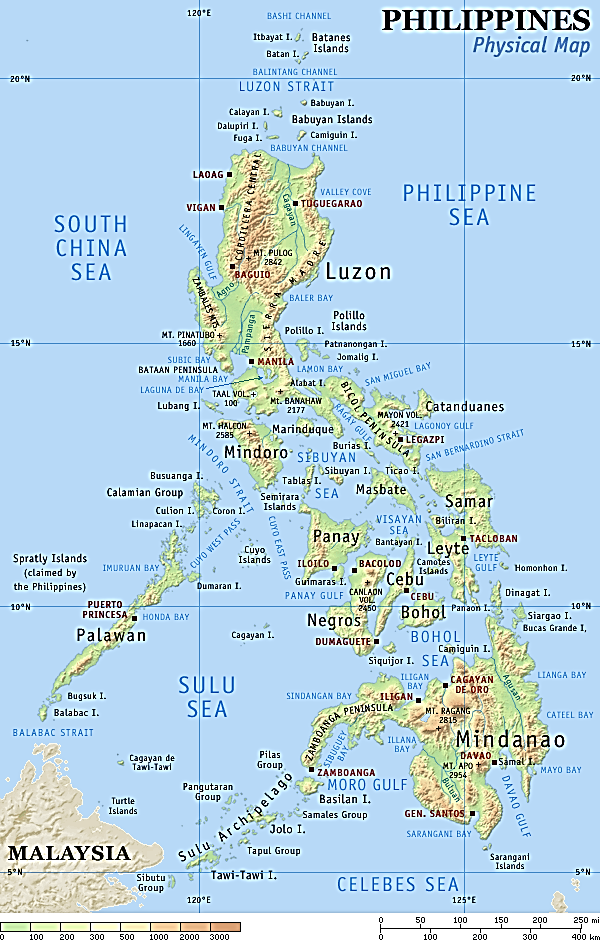 120°E
BASHI CHANNEL
PHILIPPINES
Physical Map
Itbayat I.
Batanes
Islands
Batan I.
20°N
BALINTANG CHANNEL
20°N
LUZON STRAIT
Babuyan I.
Calayan I.
Babuyan Islands
Dalupiri I.
Fuga I.
Camiguin I.
BABUYAN CHANNEL
LAOAG
CORDILLERA CENTRAL
VALLEY COVE
PHILIPPINE
SEA
VIGAN
Cagayan
TUGUEGARAO
SOUTH
CHINA
SEA
LINGAYEN GULF
MT. PULOG
2842
BAGUIO
Luzon
SIERRA MADRE
ZAMBALES MTS.
Agno
BALER BAY
Pampanga
Polillo
Islands
Polillo I.
15°N
MT. PINATUBO
1660
Patnanongan I.
15°N
Jomalig I.
SUBIC BAY
MANILA
LAMON BAY
BATAAN PENINSULA
MANILA BAY
SAN MIGUEL BAY
LAGUNA DE BAY
Alabat I.
TAAL VOL.
100
Mt. BANAHAW
2177
BICOL PENINSULA
Lubang I.
RAGAY GULF
MAYON VOL.
2421
Catanduanes
LAGONOY GULF
MT. HALCON
2585
Marinduque
LEGAZPI
SAN BERNARDINO STRAIT
Mindoro
Burias I.
SIBUYAN
SEA
MINDORO STRAIT
Sibuyan I.
Ticao I.
Busuanga I.
Tablas I.
Calamian Group
Semirara
Islands
Masbate
Samar
Culion I.
Coron I.
Linapacan I.
VISAYAN
SEA
Biliran I.
CUYO WEST PASS
CUYO EAST PASS
Panay
Bantayan I.
TACLOBAN
Leyte
Spratly Islands
(claimed by
the Philippines)
IMURUAN BAY
Cuyo
Islands
ILOILO
BACOLOD
Camotes
Islands
LEYTE
GULF
Homonhon I.
Guimaras I.
Cebu
Dumaran I.
PANAY GULF
CANLAON
VOL.
2450
CEBU
Dinagat I.
10°N
PUERTO
PRINCESA
Panaon I.
10°N
HONDA BAY
Negros
Bohol
Siargao I.
Bucas Grande I,
Palawan
Cagayan I.
DUMAGUETE
BOHOL
SEA
Camiguin I.
Siquijor I.
LIANGA BAY
ILIGAN
BAY
CAGAYAN
DE ORO
Agusan
SULU
SEA
SINDANGAN BAY
ILIGAN
Bugsuk I.
Balabac I.
ZAMBOANGA PENINSULA
MT. RAGANG
2815
CATEEL BAY
BALABAC STRAIT
SIBUGUEY
BAY
ILLANA
BAY
Mindanao
DAVAO
Cagayan de
Tawi-Tawi
Pilas
Group
MT. APO
2954
Samal I.
MAYO BAY
ZAMBOANGA
MORO GULF
Buluan
DAVAO GULF
Pangutaran
Group
Basilan I.
Turtle
Islands
Samales Group
GEN. SANTOS
Sulu Archipelago
Jolo I.
SARANGANI BAY
MALAYSIA
Tapul Group
Sarangani
Islands
5°N
Tawi-Tawi I.
5°N
Sibutu
Group
CELEBES SEA
120°E
125°E
0 50 100 150 200 250 mi
0 100 200 300 400 km
0 100 200 300 500 1000 2000 3000